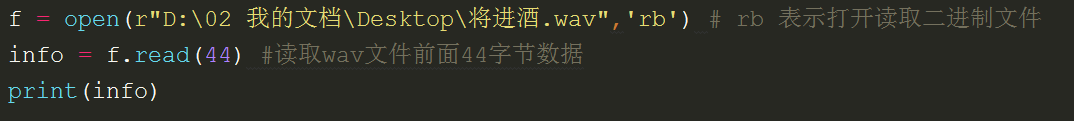 f = open(r"D:\02 我的文档\Desktop\将进酒.wav",'rb') # rb 表示打开读取二进制文件
info = f.read(44) #读取wav文件前面44字节数据
print(info)